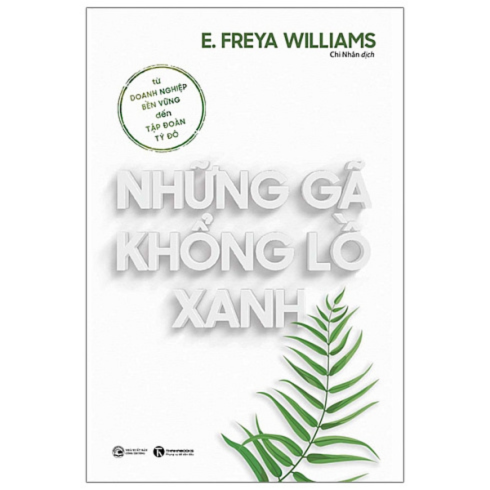 E. FREYA WILLIAMS
Chi Nhân dịch
từ
DOANH NGHIỆP
BỀN VỮNG
đến
TẬP ĐOÀN
TỶ ĐÔ
NHỮNG GÃ
KHỔNG LỒ
XANH
THAIHABOOKS